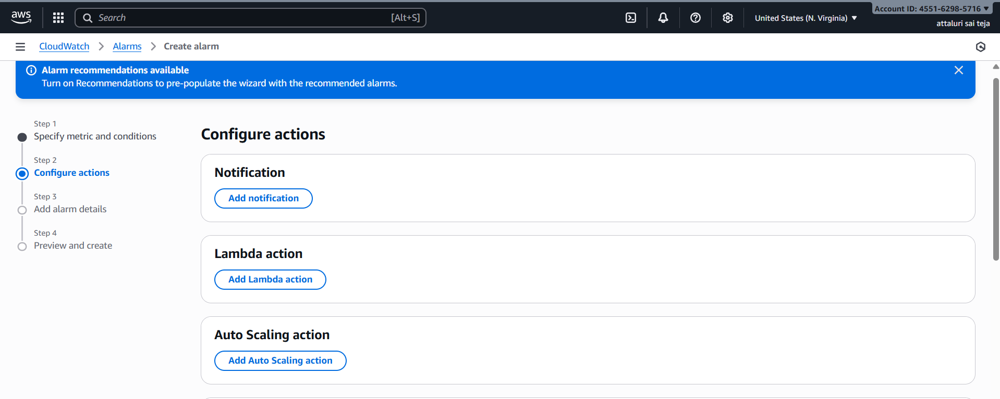 aws
Search [Alt+S]
United States (N. Virginia) ▼
Account ID: 4551-6298-5716 ▼
attaluri sai teja
CloudWatch > Alarms > Create alarm
Alarm recommendations available
Turn on Recommendations to pre-populate the wizard with the recommended alarms.
Step 1
Specify metric and conditions
Step 2
Configure actions
Step 3
Add alarm details
Step 4
Preview and create
Configure actions
Notification
Add notification
Lambda action
Add Lambda action
Auto Scaling action
Add Auto Scaling action